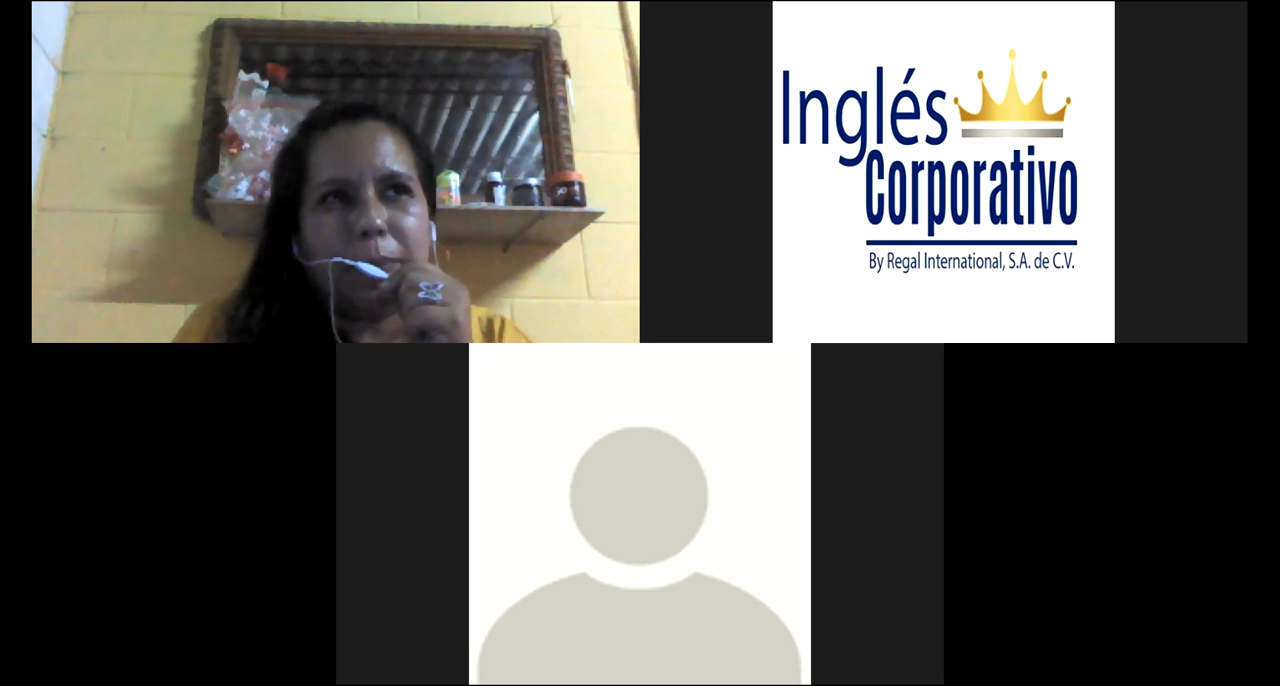 Inglés
Corporativo
By Regal International, S.A. de C.V.